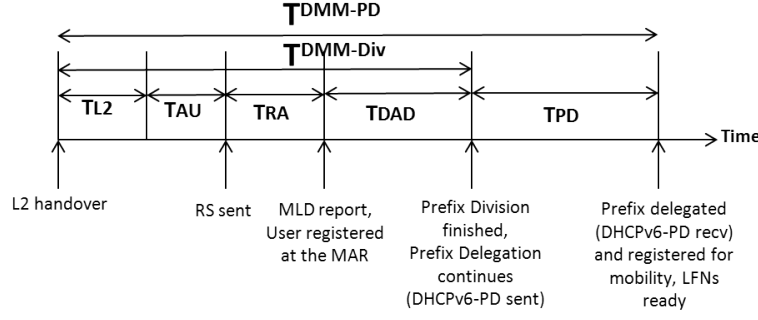 TDMM-PD
TDMM-Div
TL2
TAU
TRA
TDAD
TPD
Time
L2 handover
RS sent
MLD report,
User registered
at the MAR
Prefix Division
finished,
Prefix Delegation
continues
(DHCPv6-PD sent)
Prefix delegated
(DHCPv6-PD recv)
and registered for
mobility, LFNs
ready